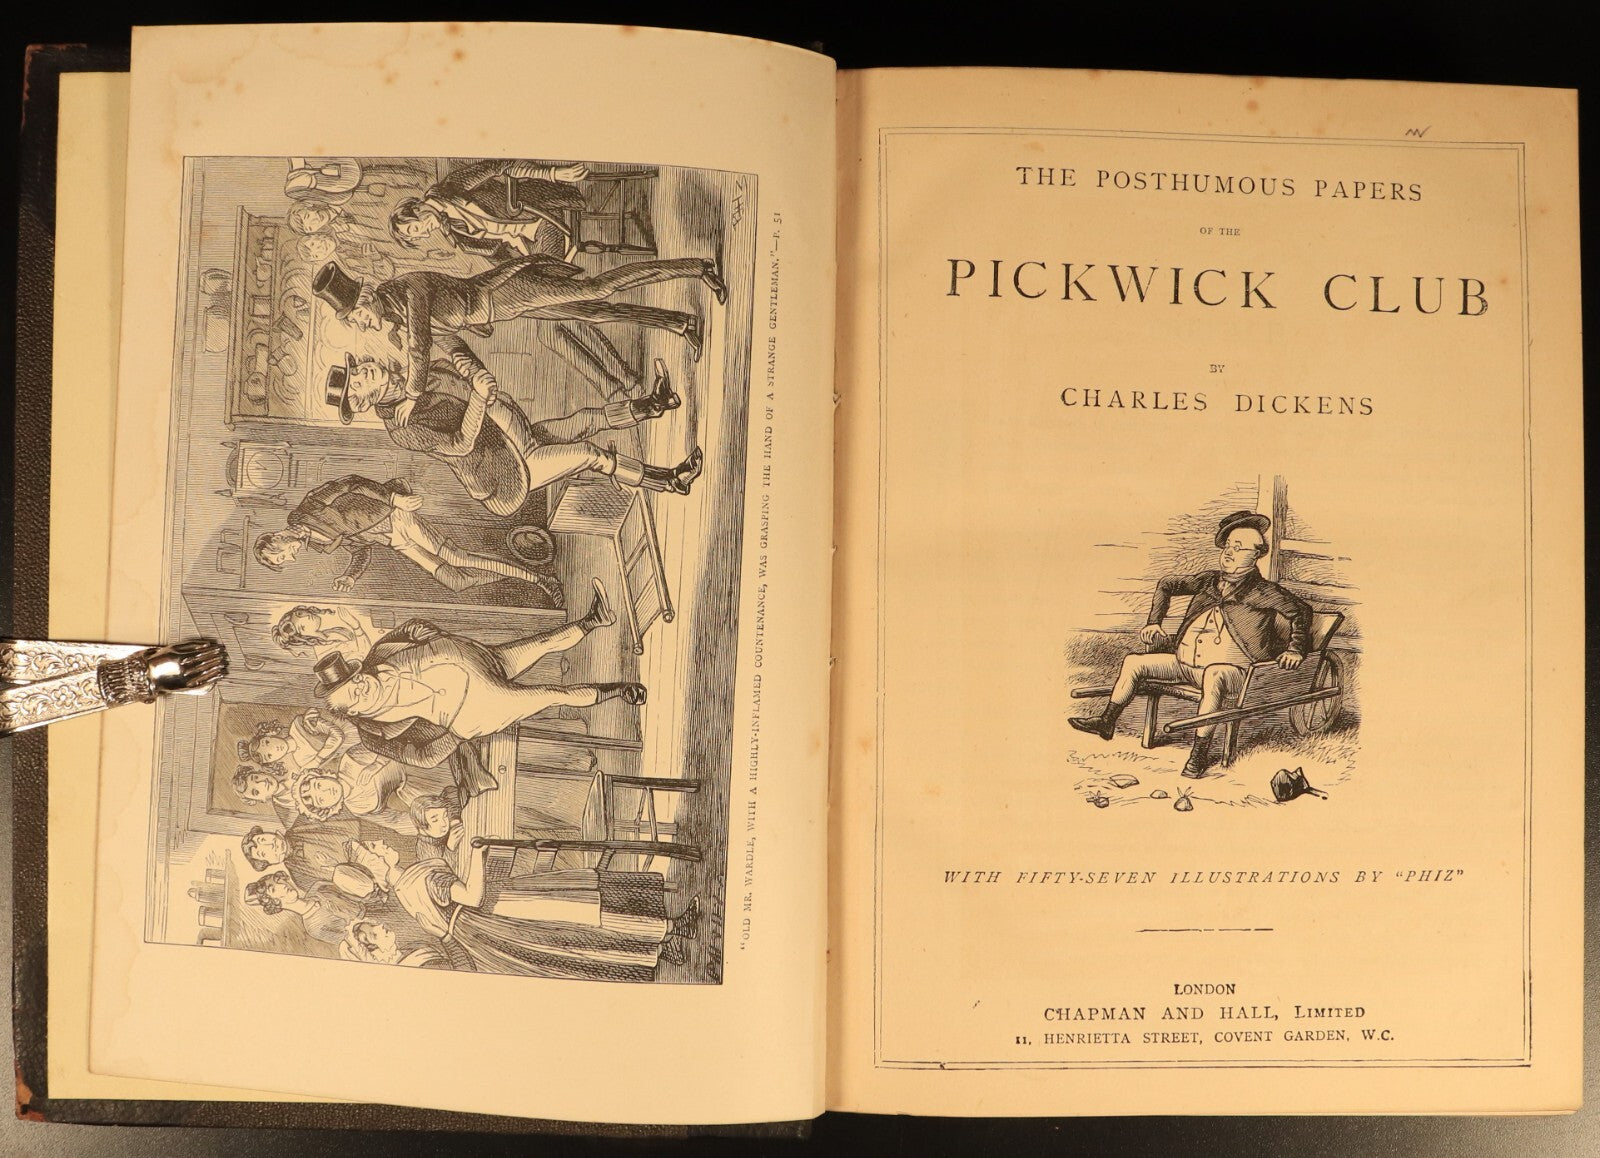 "OLD MR. WARDLE, WITH A HIGHLY-INFLAMED COUNTENANCE, WAS GRASPING THE HAND OF A STRANGE GENTLEMAN."—P. 51
PHIZ
THE POSTHUMOUS PAPERS
OF THE
PICKWICK CLUB
BY
CHARLES DICKENS
WITH FIFTY-SEVEN ILLUSTRATIONS BY "PHIZ"
LONDON
CHAPMAN AND HALL, LIMITED
11, HENRIETTA STREET, COVENT GARDEN, W.C.